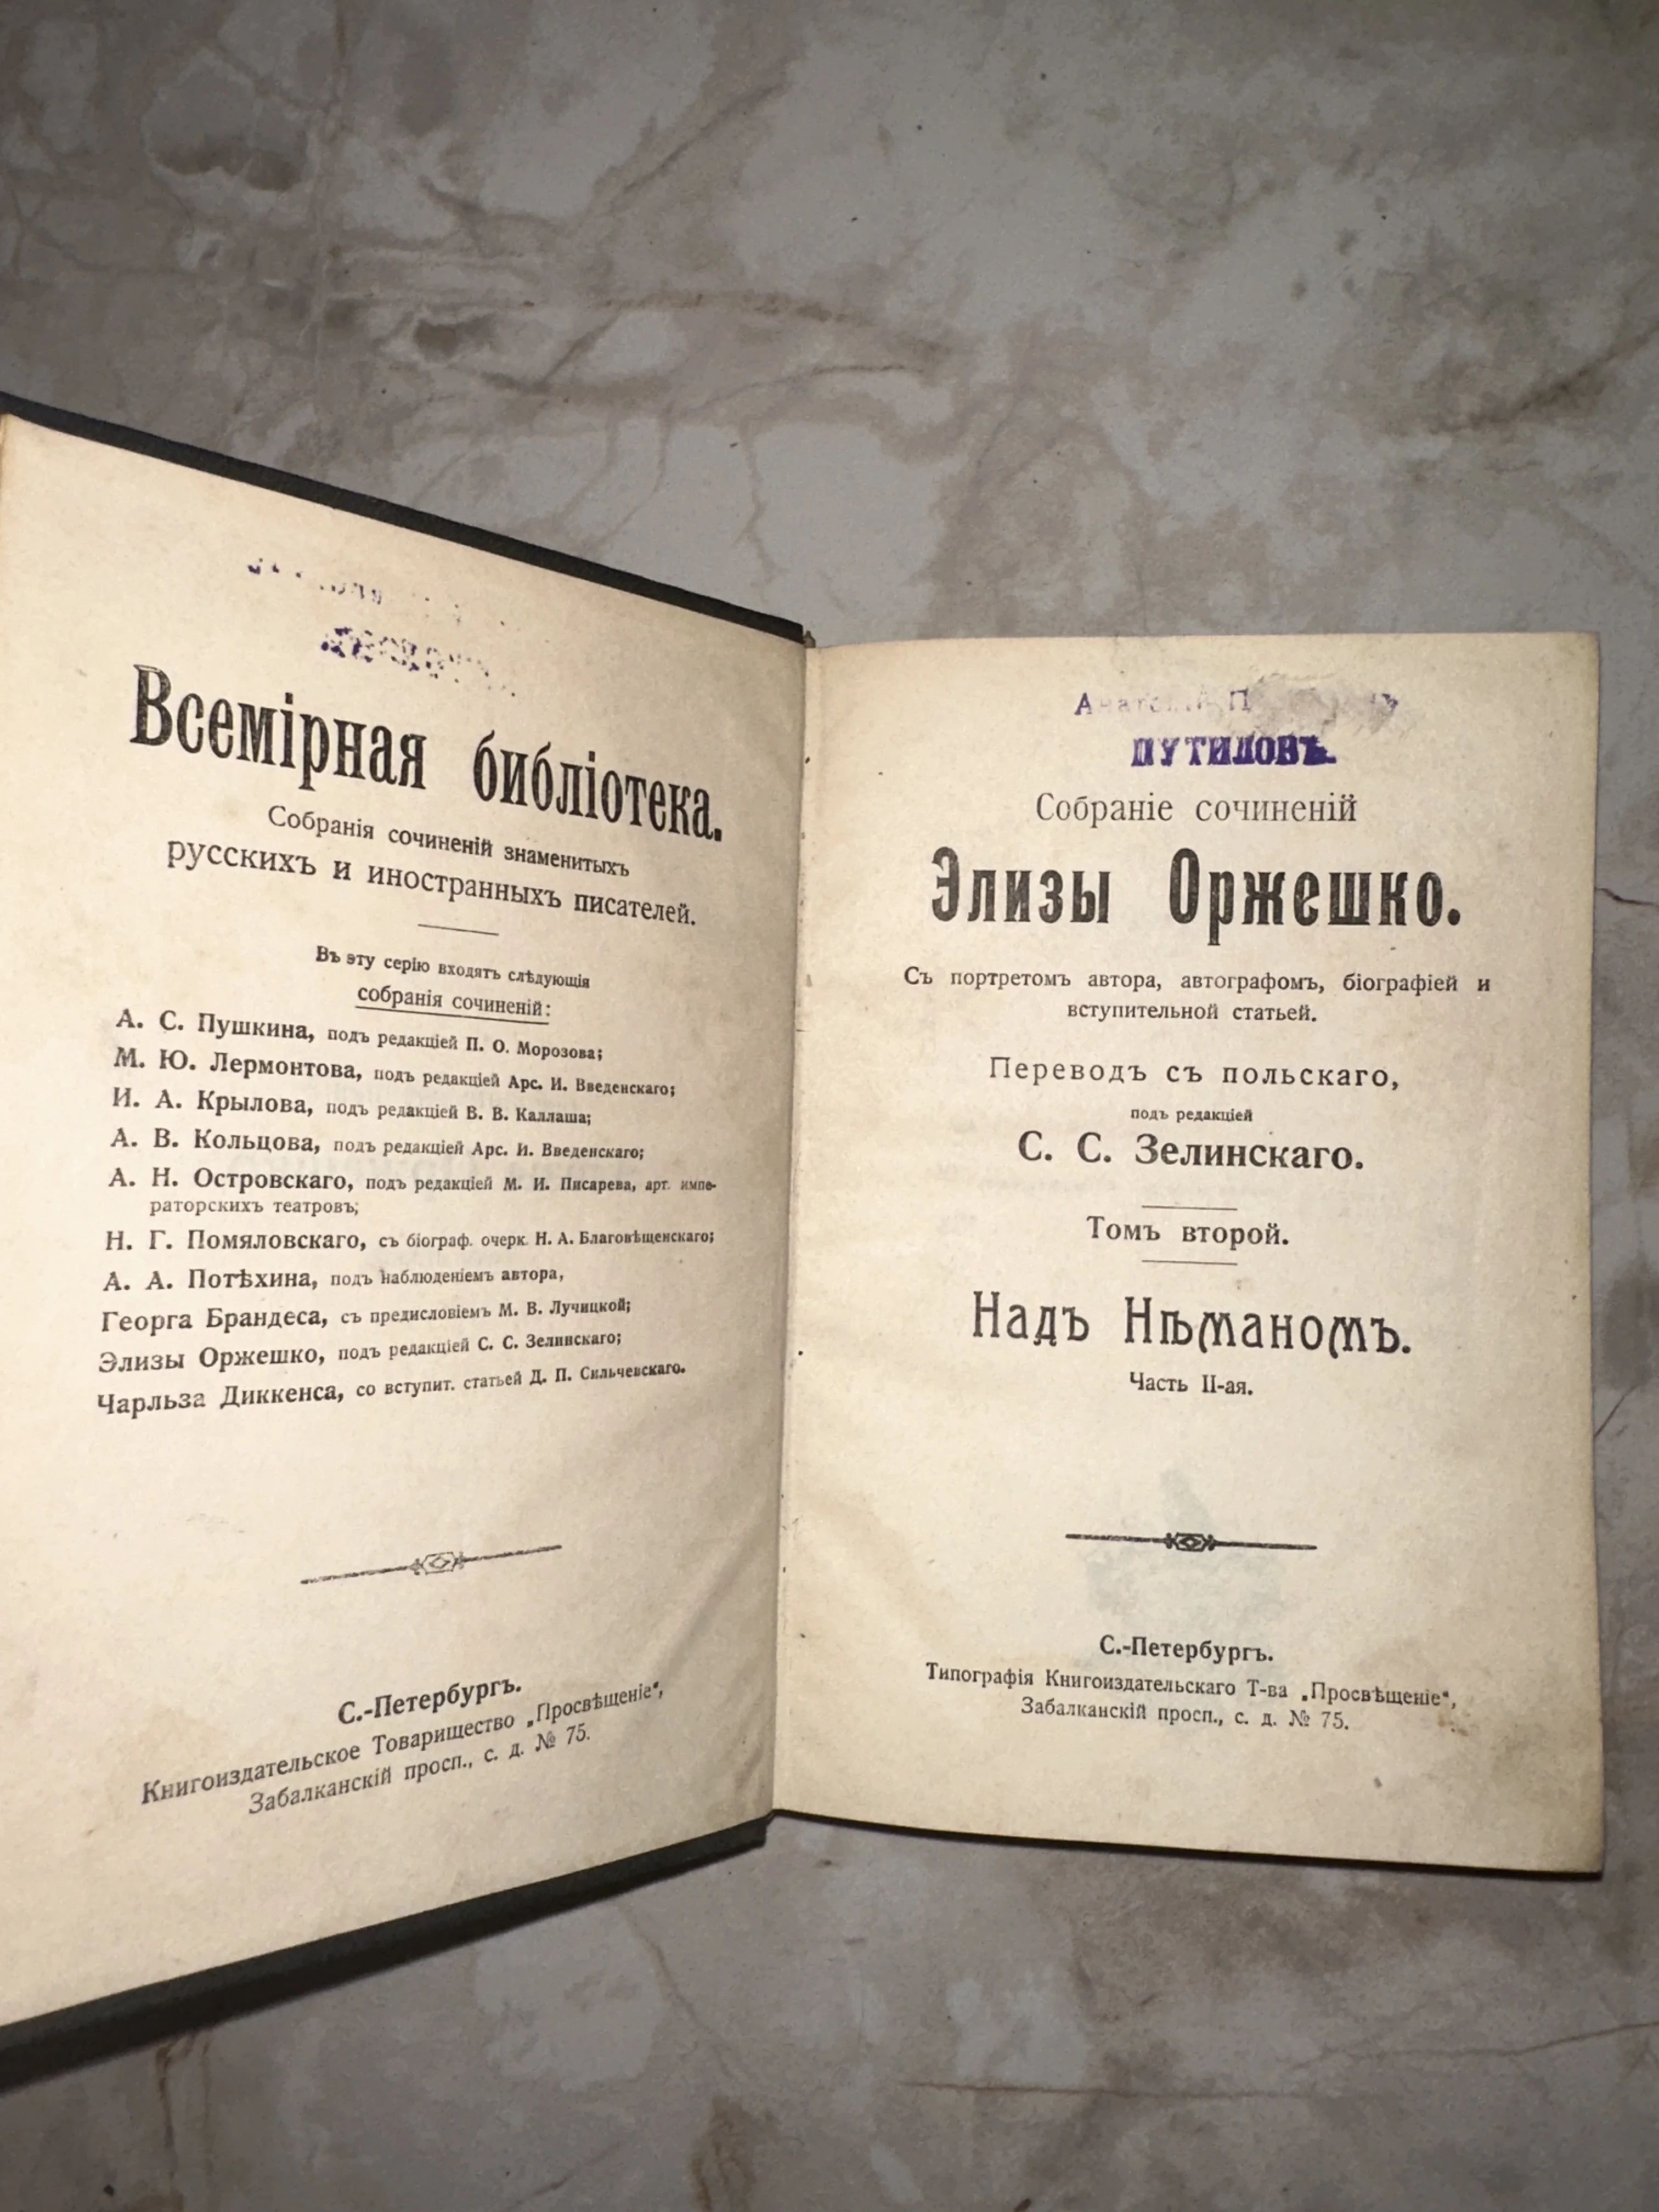 Всемірная библіотека.
Собранія сочиненій знаменитыхъ
русскихъ и иностранныхъ писателей.
Въ эту серію входятъ слѣдующія
собранія сочиненій:
А. С. Пушкина, подъ редакціей П. О. Морозова;
М. Ю. Лермонтова, подъ редакціей Арс. И. Введенскаго;
И. А. Крылова, подъ редакціей В. В. Каллаша;
А. В. Кольцова, подъ редакціей Арс. И. Введенскаго;
А. Н. Островскаго, подъ редакціей М. И. Писарева, арт. импе-
раторскихъ театровъ;
Н. Г. Помяловскаго, съ біограф. очерк. Н. А. Благовѣщенскаго;
А. А. Потѣхина, подъ наблюденіемъ автора,
Георга Брандеса, съ предисловіемъ М. В. Лучицкой;
Элизы Оржешко, подъ редакціей С. С. Зелинскаго;
Чарльза Диккенса, со вступит. статьей Д. П. Сильчевскаго.
С.-Петербургъ.
Книгоиздательское Товарищество „Просвѣщеніе“,
Забалканскій просп., с. д. № 75.
ПУТИЛОВЪ.
Собраніе сочиненій
Элизы Оржешко.
Съ портретомъ автора, автографомъ, біографіей и
вступительной статьей.
Переводъ съ польскаго,
подъ редакціей
С. С. Зелинскаго.
Томъ второй.
Надъ Нѣманомъ.
Часть II-ая.
С.-Петербургъ.
Типографія Книгоиздательскаго Т-ва „Просвѣщеніе“,
Забалканскій просп., с. д. № 75.